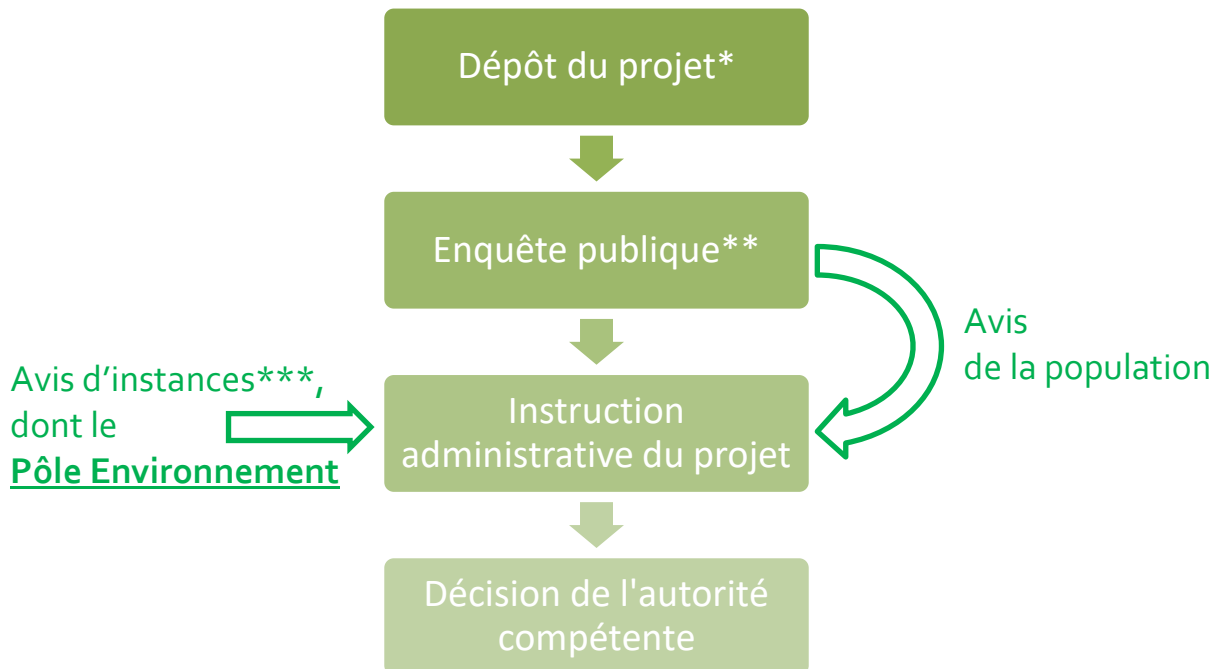 Dépôt du projet*
Enquête publique**
Avis
de la population
Avis d’instances***,
dont le
Pôle Environnement
Instruction
administrative du projet
Décision de l'autorité
compétente